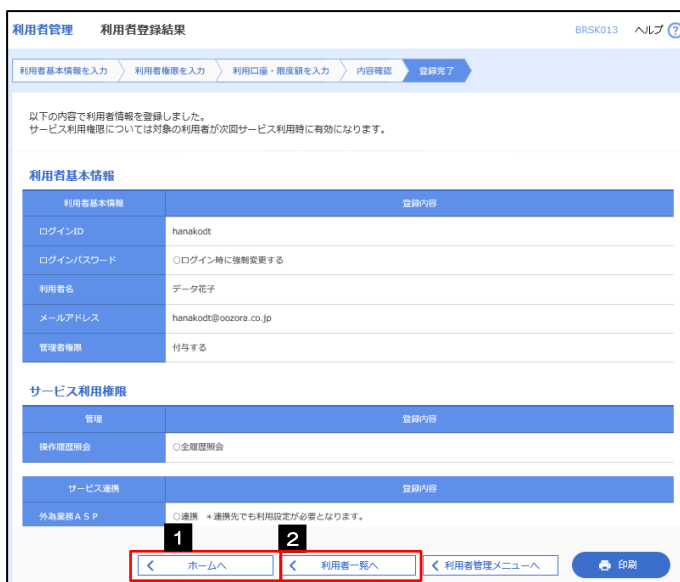 利用者管理 利用者登録結果 BRSK013 ヘルプ ?
利用者基本情報を入力 利用者権限を入力 利用口座・限度額を入力 内容確認 登録完了
以下の内容で利用者情報を登録しました。
サービス利用権限については対象の利用者が次回サービス利用時に有効になります。
利用者基本情報
利用者基本情報 登録内容
ログインID hanakodt
ログインパスワード ○ログイン時に強制変更する
利用者名 データ花子
メールアドレス hanakodt@oozora.co.jp
管理者権限 付与する
サービス利用権限
管理 登録内容
操作履歴照会 ○全履歴照会
サービス連携 登録内容
外為業務ASP ○連携 *連携先でも利用設定が必要となります。
1 2
ホームへ 利用者一覧へ 利用者管理メニューへ 印刷